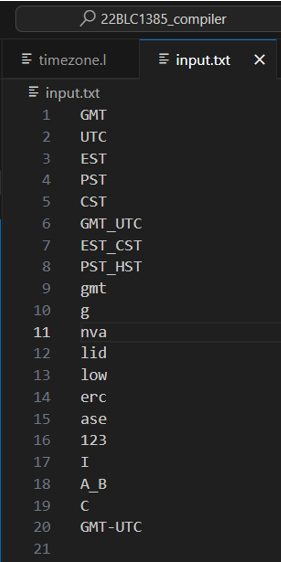 22BLC1385_compiler
timezone.l input.txt
input.txt
1 GMT
2 UTC
3 EST
4 PST
5 CST
6 GMT_UTC
7 EST_CST
8 PST_HST
9 gmt
10 g
11 nva
12 lid
13 low
14 erc
15 ase
16 123
17 I
18 A_B
19 C
20 GMT-UTC
21